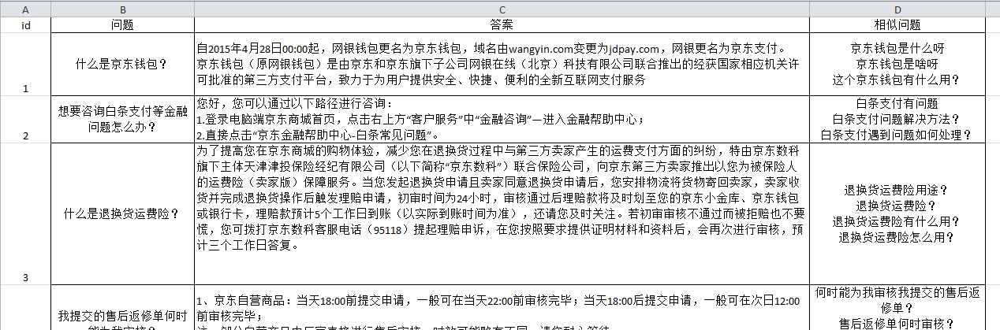 A B C D
id 问题 答案 相似问题
什么是京东钱包？
自2015年4月28日00:00起，网银钱包更名为京东钱包，域名由wangyin.com变更为jdpay.com，网银更名为京东支付。
京东钱包（原网银钱包）是由京东和京东旗下子公司网银在线（北京）科技有限公司联合推出的经获国家相应机关许
可批准的第三方支付平台，致力于为用户提供安全、快捷、便利的全新互联网支付服务
京东钱包是什么呀
京东钱包是啥呀
这个京东钱包有什么用？
1
想要咨询白条支付等金融
问题怎么办？
您好，您可以通过以下路径进行咨询：
1.登录电脑端京东商城首页，点击右上方“客户服务”中“金融咨询”—进入金融帮助中心；
2.直接点击“京东金融帮助中心-白条常见问题”。
白条支付有问题
白条支付问题解决方法？
白条支付遇到问题如何处理？
2
什么是退换货运费险？
为了提高您在京东商城的购物体验，减少您在退换货过程中与第三方卖家产生的运费支付方面的纠纷，特由京东数科
旗下主体天津津投保险经纪有限公司（以下简称“京东数科”）联合保险公司，向京东第三方卖家推出以您为被保险人
的运费险（卖家版）保障服务。当您发起退换货申请且卖家同意退换货申请后，您安排物流将货物寄回卖家，卖家收
货并完成退换货操作后触发理赔申请，初审时间为24小时，审核通过后理赔款将及时划至您的京东小金库、京东钱包
或银行卡，理赔款预计5个工作日到账（以实际到账时间为准），还请您及时关注。若初审审核不通过而被拒赔也不要
慌，您可拨打京东数科客服电话（95118）提起理赔申诉，在您按照要求提供证明材料和资料后，会再次进行审核，预
计三个工作日答复。
退换货运费险用途？
退换货运费险？
退换货运费险有什么用？
退换货运费险怎么用？
3
我提交的售后返修单何时
1、京东自营商品：当天18:00前提交申请，一般可在当天22:00前审核完毕；当天18:00后提交申请，一般可在次日12:00
前审核完毕；
何时能为我审核我提交的售后返
修单？
售后返修单何时审核？